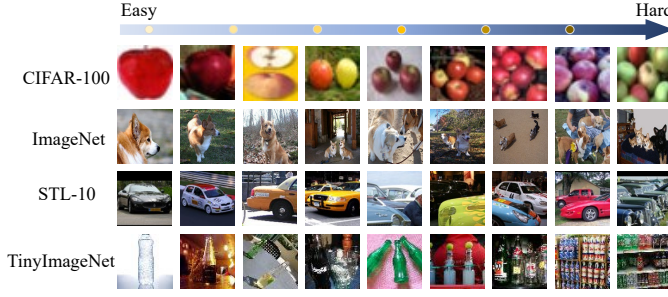 Easy
Hard
CIFAR-100
ImageNet
STL-10
TinyImageNet